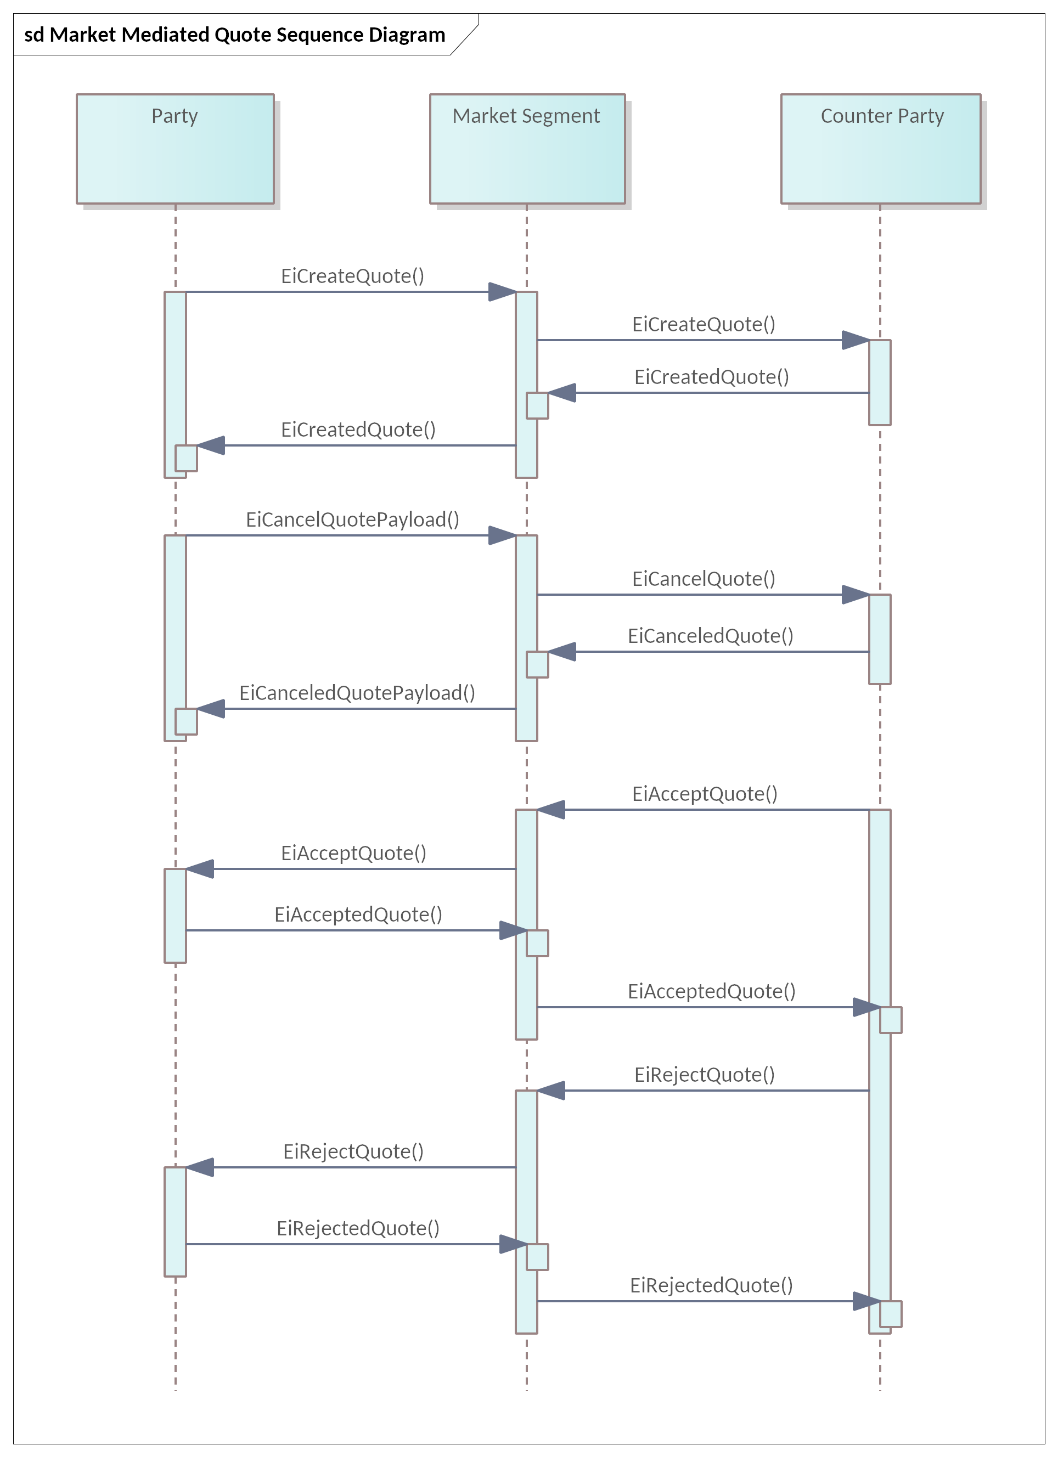 sd Market Mediated Quote Sequence Diagram
Party
Market Segment
Counter Party
EiCreateQuote()
EiCreateQuote()
EiCreatedQuote()
EiCreatedQuote()
EiCancelQuotePayload()
EiCancelQuote()
EiCanceledQuote()
EiCanceledQuotePayload()
EiAcceptQuote()
EiAcceptQuote()
EiAcceptedQuote()
EiAcceptedQuote()
EiRejectQuote()
EiRejectQuote()
EiRejectedQuote()
EiRejectedQuote()